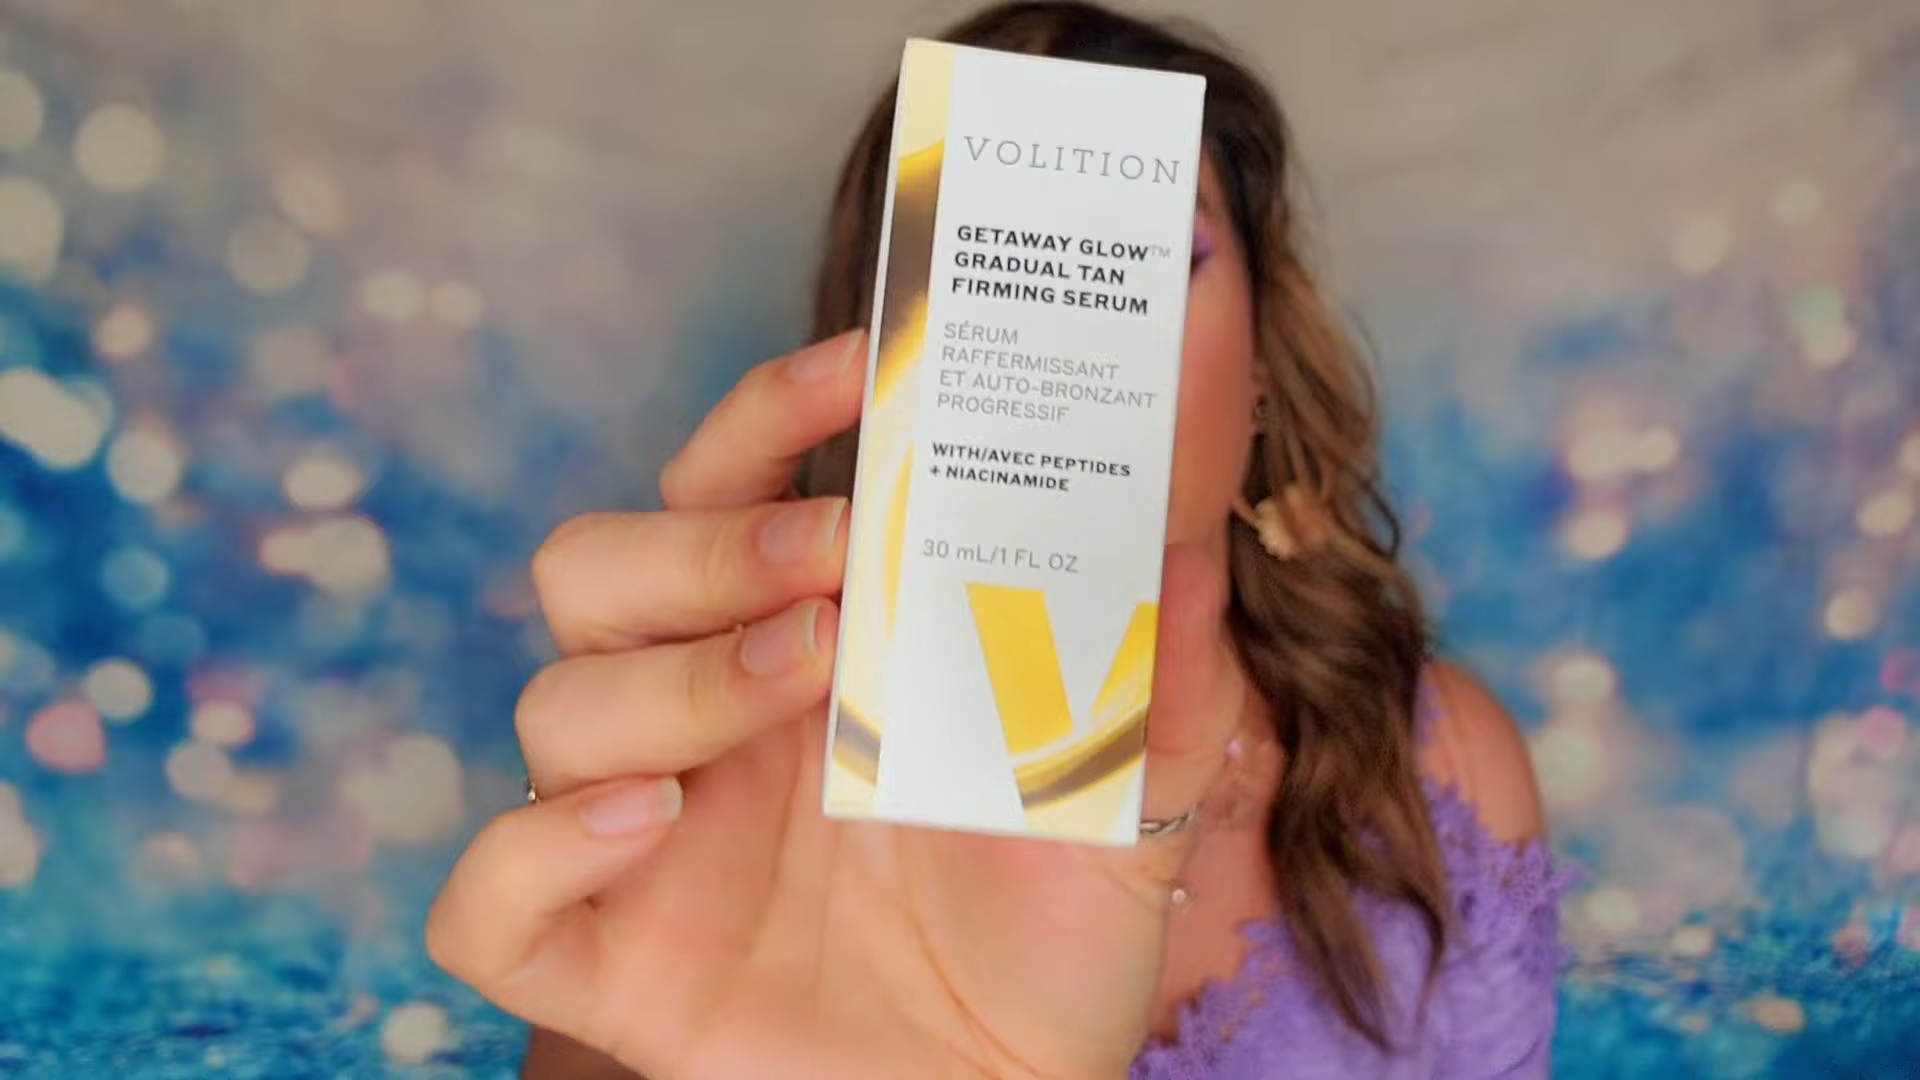 VOLITION
GETAWAY GLOW™
GRADUAL TAN
FIRMING SERUM
SÉRUM
RAFFERMISSANT
ET AUTO-BRONZANT
PROGRESSIF
WITH/AVEC PEPTIDES
+ NIACINAMIDE
30 mL/1 FL OZ